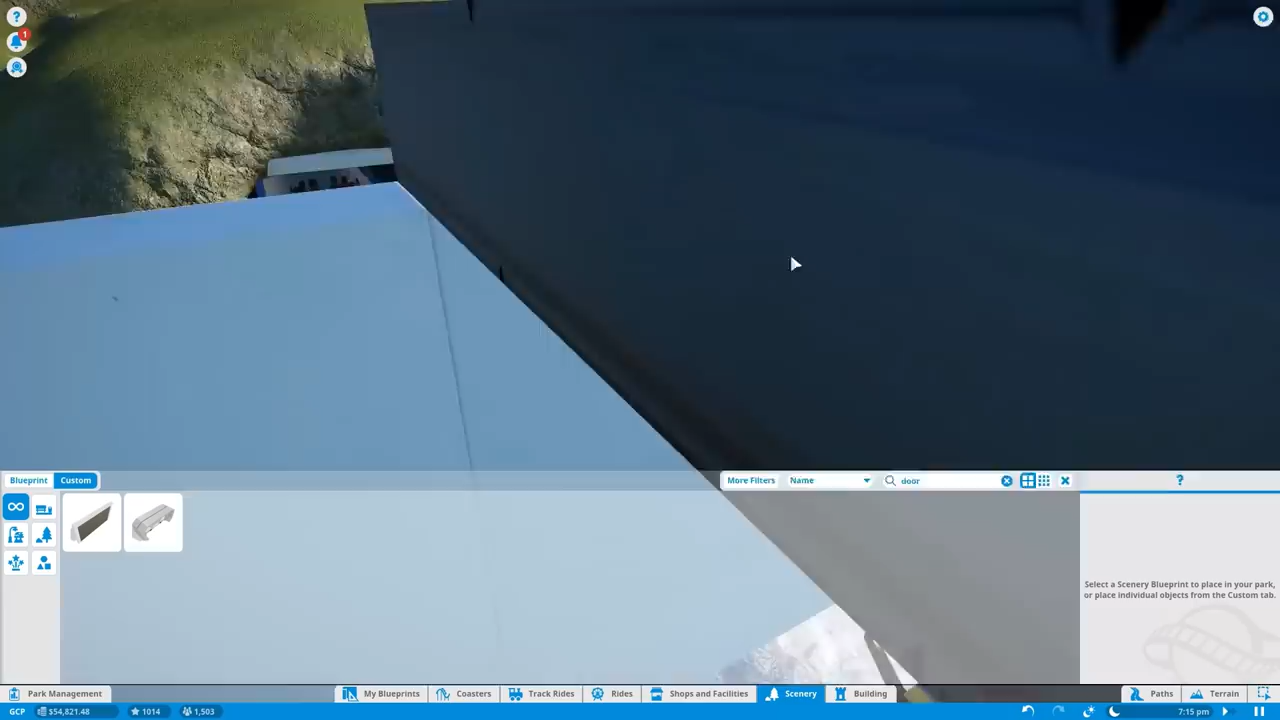 ?
1
Blueprint
Custom
More Filters
Name
door
?
Select a Scenery Blueprint to place in your park,
or place individual objects from the Custom tab.
Park Management
My Blueprints
Coasters
Track Rides
Rides
Shops and Facilities
Scenery
Building
Paths
Terrain
GCP
$54,821.48
1014
1,503
7:15 pm